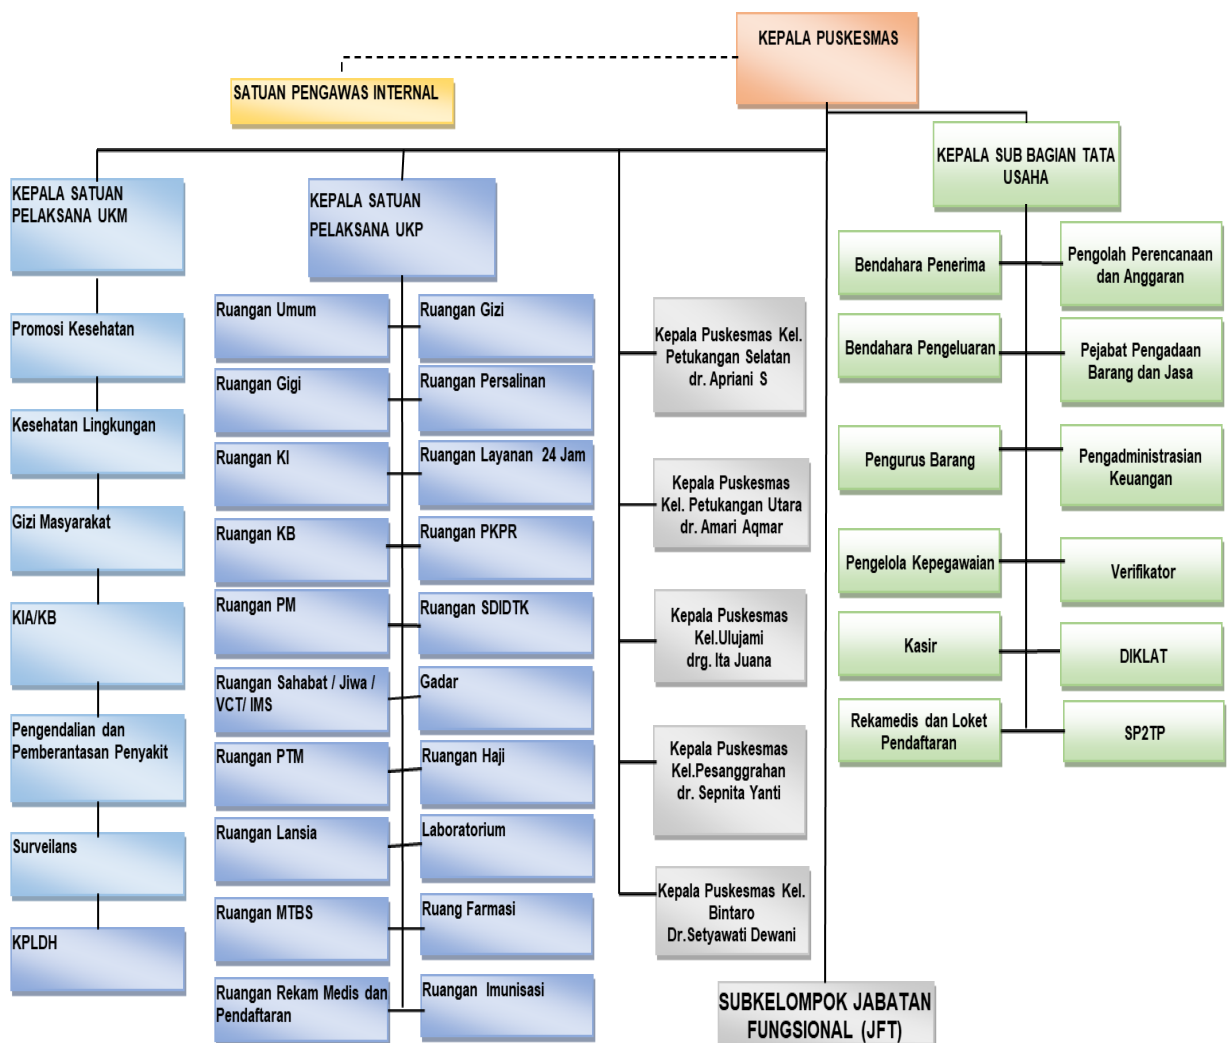 KEPALA PUSKESMAS
SATUAN PENGAWAS INTERNAL
KEPALA SUB BAGIAN TATA
USAHA
KEPALA SATUAN
PELAKSANA UKM
KEPALA SATUAN
PELAKSANA UKP
Promosi Kesehatan
Kesehatan Lingkungan
Gizi Masyarakat
KIA/KB
Pengendalian dan
Pemberantasan Penyakit
Surveilans
KPLDH
Ruangan Umum
Ruangan Gizi
Ruangan Gigi
Ruangan Persalinan
Ruangan KI
Ruangan Layanan 24 Jam
Ruangan KB
Ruangan PKPR
Ruangan PM
Ruangan SDIDTK
Ruangan Sahabat / Jiwa /
VCT/ IMS
Gadar
Ruangan PTM
Ruangan Haji
Ruangan Lansia
Laboratorium
Ruangan MTBS
Ruang Farmasi
Ruangan Rekam Medis dan
Pendaftaran
Ruangan Imunisasi
Kepala Puskesmas Kel.
Petukangan Selatan
dr. Apriani S
Kepala Puskesmas
Kel. Petukangan Utara
dr. Amari Aqmar
Kepala Puskesmas
Kel.Ulujami
drg. Ita Juana
Kepala Puskesmas
Kel.Pesanggrahan
dr. Sepnita Yanti
Kepala Puskesmas Kel.
Bintaro
Dr.Setyawati Dewani
Bendahara Penerima
Pengolah Perencanaan
dan Anggaran
Bendahara Pengeluaran
Pejabat Pengadaan
Barang dan Jasa
Pengurus Barang
Pengadministrasian
Keuangan
Pengelola Kepegawaian
Verifikator
Kasir
DIKLAT
Rekamedis dan Loket
Pendaftaran
SP2TP
SUBKELOMPOK JABATAN
FUNGSIONAL (JFT)